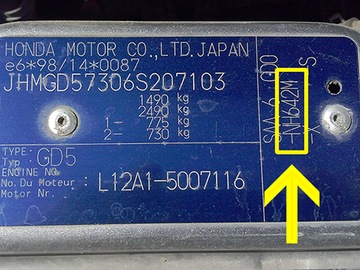 HONDA MOTOR CO.,LTD.JAPAN
e6*98/14*0087
JHMGD57306S207103
1490 kg
2490 kg
1- 775 kg
2- 730 kg
TYPE:
Typ GD5
ENGINE NO
No.Du Moteur : L12A1-5007116
Motor Nr.
NH642M